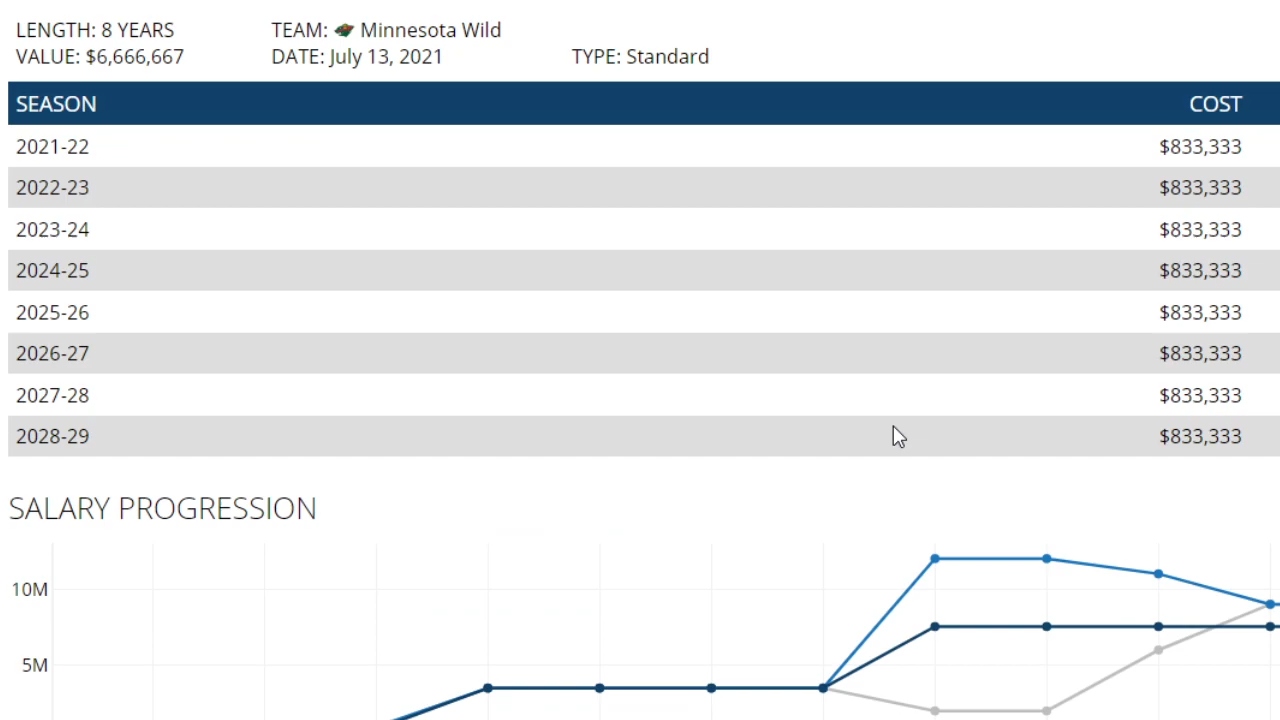 LENGTH: 8 YEARS TEAM: Minnesota Wild
VALUE: $6,666,667 DATE: July 13, 2021 TYPE: Standard
SEASON COST
2021-22 $833,333
2022-23 $833,333
2023-24 $833,333
2024-25 $833,333
2025-26 $833,333
2026-27 $833,333
2027-28 $833,333
2028-29 $833,333
SALARY PROGRESSION
10M
5M